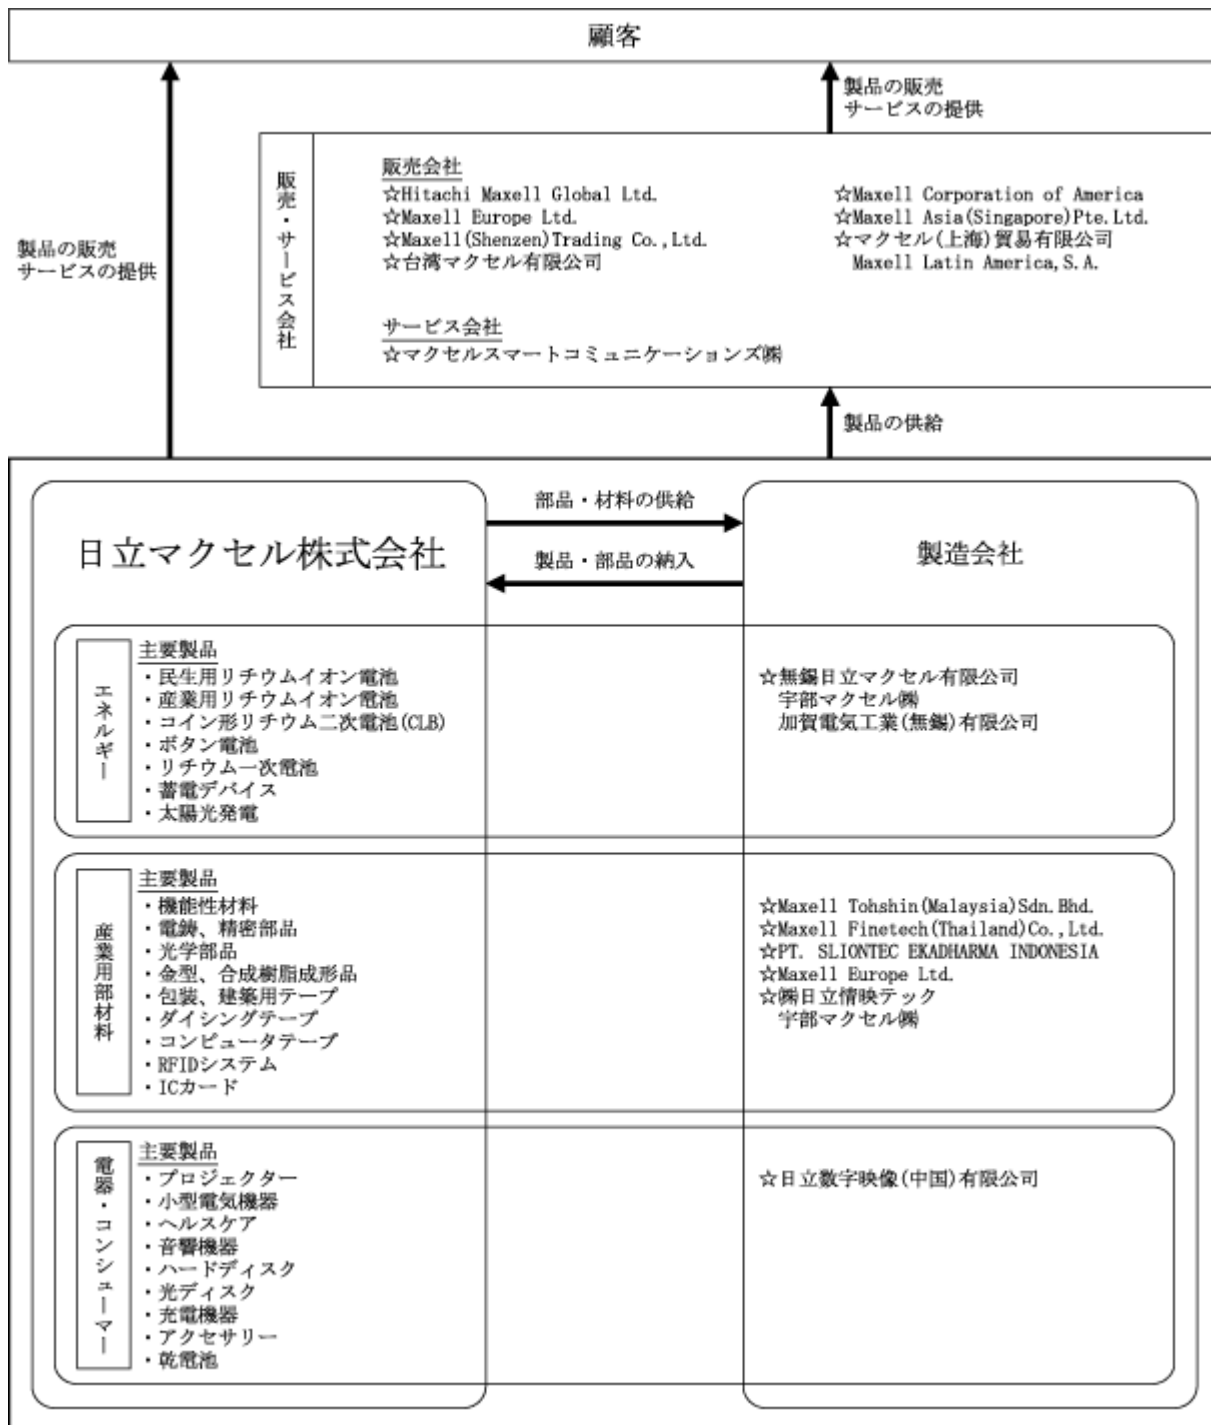 顧客
製品の販売
サービスの提供
製品の販売
サービスの提供
販売・サービス会社
販売会社
☆Hitachi Maxell Global Ltd.
☆Maxell Europe Ltd.
☆Maxell(Shenzen)Trading Co.,Ltd.
☆台湾マクセル有限公司
☆Maxell Corporation of America
☆Maxell Asia(Singapore)Pte.Ltd.
☆マクセル(上海)貿易有限公司
Maxell Latin America,S.A.
サービス会社
☆マクセルスマートコミュニケーションズ㈱
製品の供給
日立マクセル株式会社
部品・材料の供給
製品・部品の納入
製造会社
エネルギー
主要製品
・民生用リチウムイオン電池
・産業用リチウムイオン電池
・コイン形リチウム二次電池(CLB)
・ボタン電池
・リチウム一次電池
・蓄電デバイス
・太陽光発電
☆無錫日立マクセル有限公司
宇部マクセル㈱
加賀電気工業(無錫)有限公司
産業用部材料
主要製品
・機能性材料
・電鋳、精密部品
・光学部品
・金型、合成樹脂成形品
・包装、建築用テープ
・ダイシングテープ
・コンピュータテープ
・RFIDシステム
・ICカード
☆Maxell Tohshin(Malaysia)Sdn.Bhd.
☆Maxell Finetech(Thailand)Co.,Ltd.
☆PT. SLIONTEC EKADHARMA INDONESIA
☆Maxell Europe Ltd.
☆㈱日立情映テック
宇部マクセル㈱
電器・コンシューマー
主要製品
・プロジェクター
・小型電気機器
・ヘルスケア
・音響機器
・ハードディスク
・光ディスク
・充電機器
・アクセサリー
・乾電池
☆日立数字映像(中国)有限公司